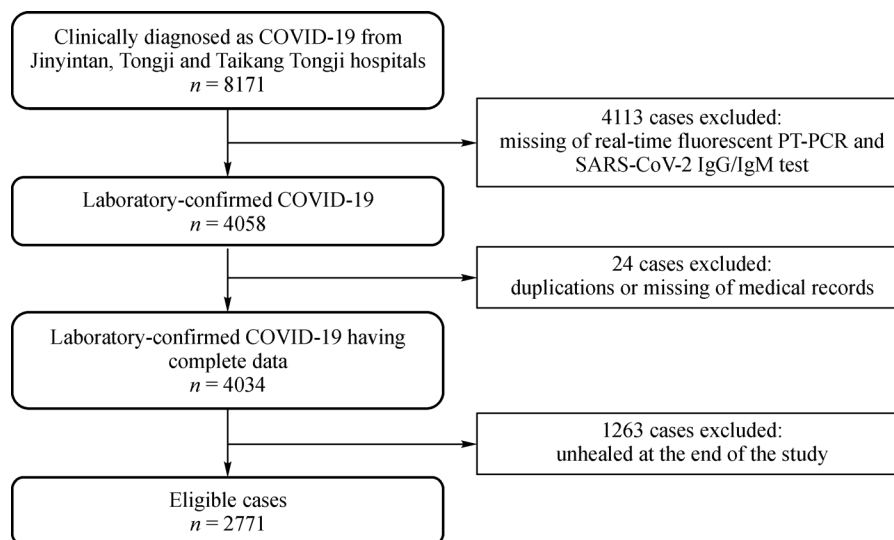 Clinically diagnosed as COVID-19 from
Jinyintan, Tongji and Taikang Tongji hospitals
n = 8171
4113 cases excluded:
missing of real-time fluorescent PT-PCR and
SARS-CoV-2 IgG/IgM test
Laboratory-confirmed COVID-19
n = 4058
24 cases excluded:
duplications or missing of medical records
Laboratory-confirmed COVID-19 having
complete data
n = 4034
1263 cases excluded:
unhealed at the end of the study
Eligible cases
n = 2771